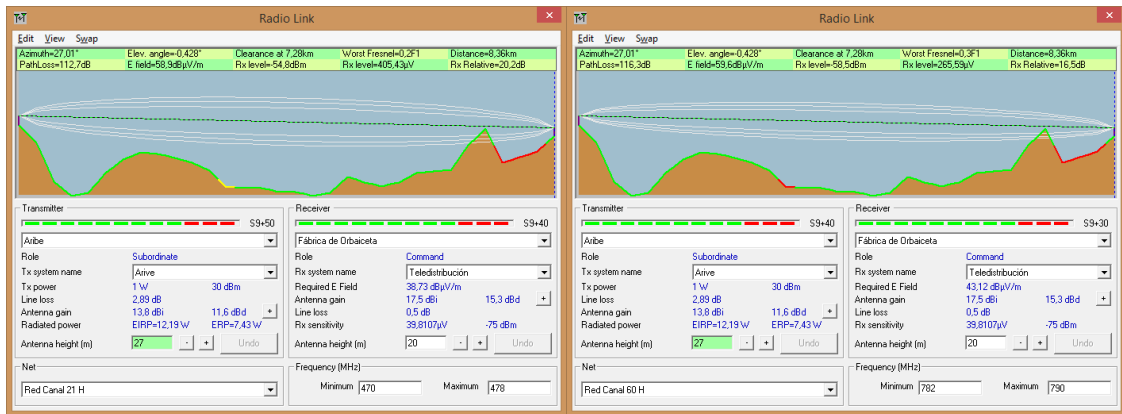 Radio Link
Edit View Swap
Azimuth=27,01° Elev. angle=-0,428° Clearance at 7,28km Worst Fresnel=0,2F1 Distance=8,36km
PathLoss=112,7dB E field=58,9dBµV/m Rx level=-54,8dBm Rx level=405,43µV Rx Relative=20,2dB
Transmitter
S9+50
Aribe
Role Subordinate
Tx system name Arive
Tx power 1 W 30 dBm
Line loss 2,89 dB
Antenna gain 13,8 dBi 11,6 dBd +
Radiated power EIRP=12,19 W ERP=7,43 W
Antenna height (m) 27 - + Undo
Net
Red Canal 21 H
Receiver
S9+40
Fábrica de Orbaiceta
Role Command
Rx system name Teledistribución
Required E Field 38,73 dBµV/m
Antenna gain 17,5 dBi 15,3 dBd +
Line loss 0,5 dB
Rx sensitivity 39,8107µV -75 dBm
Antenna height (m) 20 - + Undo
Frequency (MHz)
Minimum 470 Maximum 478
Radio Link
Edit View Swap
Azimuth=27,01° Elev. angle=-0,428° Clearance at 7,28km Worst Fresnel=0,3F1 Distance=8,36km
PathLoss=116,3dB E field=59,6dBµV/m Rx level=-58,5dBm Rx level=265,59µV Rx Relative=16,5dB
Transmitter
S9+40
Aribe
Role Subordinate
Tx system name Arive
Tx power 1 W 30 dBm
Line loss 2,89 dB
Antenna gain 13,8 dBi 11,6 dBd +
Radiated power EIRP=12,19 W ERP=7,43 W
Antenna height (m) 27 - + Undo
Net
Red Canal 60 H
Receiver
S9+30
Fábrica de Orbaiceta
Role Command
Rx system name Teledistribución
Required E Field 43,12 dBµV/m
Antenna gain 17,5 dBi 15,3 dBd +
Line loss 0,5 dB
Rx sensitivity 39,8107µV -75 dBm
Antenna height (m) 20 - + Undo
Frequency (MHz)
Minimum 782 Maximum 790